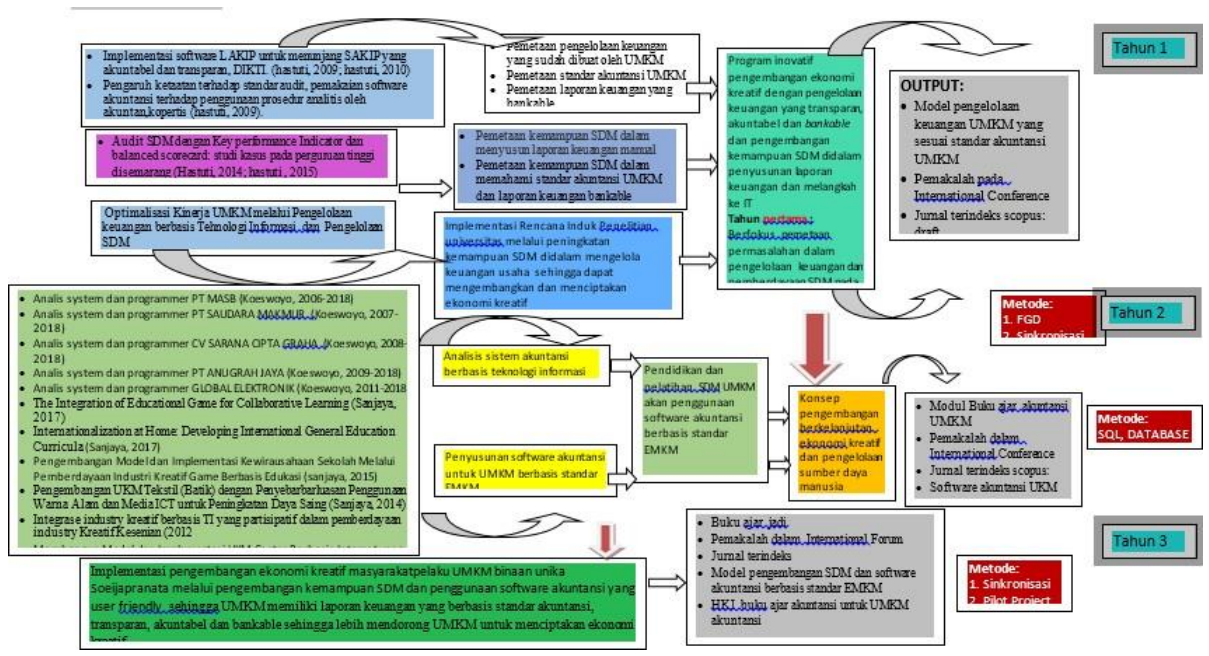 Implementasi software LAKIP untuk menunjang SAKIP yang
akuntabel dan transparan, DIKTI. (hastuti, 2009; hastuti, 2010)
Pengaruh ketaatan terhadap standar audit, pemakaian software
akuntansi terhadap penggunaan prosedur analitis oleh
akuntan,kopertis (hastuti, 2009).
Audit SDM dengan Key performance Indicator dan
balanced scorecard: studi kasus pada perguruan tinggi
disemarang (Hastuti, 2014; hastuti, 2015)
Optimalisasi Kinerja UMKM melalui Pengelolaan
keuangan berbasis Tehnologi Informasi dan Pengelolaan
SDM
Pemetaan pengelolaan keuangan
yang sudah dibuat oleh UMKM
Pemetaan standar akuntansi UMKM
Pemetaan laporan keuangan yang
bankable
Pemetaan kemampuan SDM dalam
menyusun laporan keuangan manual
Pemetaan kemampuan SDM dalam
memahami standar akuntansi UMKM
dan laporan keuangan bankable
Implementasi Rencana Induk Penelitian
universitas melalui peningkatan
kemampuan SDM didalam mengelola
keuangan usaha sehingga dapat
mengembangkan dan menciptakan
ekonomi kreatif
Program inovatif
pengembangan ekonomi
kreatif dengan pengelolaan
keuangan yang transparan,
akuntabel dan bankable
dan pengembangan
kemampuan SDM didalam
penyusunan laporan
keuangan dan melangkah
ke IT
Tahun pertama :
Berfokus pemetaan
permasalahan dalam
pengelolaan keuangan dan
pemberdayaan SDM pada
OUTPUT:
Model pengelolaan
keuangan UMKM yang
sesuai standar akuntansi
UMKM
Pemakalah pada
International Conference
Jurnal terindeks scopus:
draft
Tahun 1
Analis system dan programmer PT MASB (Koeswoyo, 2006-2018)
Analis system dan programmer PT SAUDARA MAKMUR (Koeswoyo, 2007-
2018)
Analis system dan programmer CV SARANA CIPTA GRAHA (Koeswoyo, 2008-
2018)
Analis system dan programmer PT ANUGRAH JAYA (Koeswoyo, 2009-2018)
Analis system dan programmer GLOBAL ELEKTRONIK (Koeswoyo, 2011-2018
The Integration of Educational Game for Collaborative Learning (Sanjaya,
2017)
Internationalization at Home: Developing International General Education
Curricula (Sanjaya, 2017)
Pengembangan Model dan Implementasi Kewirausahaan Sekolah Melalui
Pemberdayaan Industri Kreatif Game Berbasis Edukasi (sanjaya, 2015)
Pengembangan UKM Tekstil (Batik) dengan Penyebarbarhasan Penggunaan
Warna Alam dan Media ICT untuk Peningkatan Daya Saing (Sanjaya, 2014)
Integrase industry kreatif berbasis TI yang partisipatif dalam pemberdayaan
industry Kreatif Kesenian (2012
Analisis sistem akuntansi
berbasis teknologi informasi
Penyusunan software akuntansi
untuk UMKM berbasis standar
EMKM
Pendidikan dan
pelatihan SDM UMKM
akan penggunaan
software akuntansi
berbasis standar
EMKM
Konsep
pengembangan
berkelanjutan
ekonomi kreatif
dan pengelolaan
sumber daya
manusia
Metode:
1. FGD
2. Sinkronisasi
Tahun 2
Modul Buku ajar akuntansi
UMKM
Pemakalah dalam
International Conference
Jurnal terindeks scopus:
Software akuntansi UKM
Metode:
SQL, DATABASE
Implementasi pengembangan ekonomi kreatif masyarakatpelaku UMKM binaan unika
Soeijapranata melalui pengembangan kemampuan SDM dan penggunaan software akuntansi yang
user friendly sehingga UMKM memiliki laporan keuangan yang berbasis standar akuntansi,
transparan, akuntabel dan bankable sehingga lebih mendorong UMKM untuk menciptakan ekonomi
kreatif
Buku ajar jadi
Pemakalah dalam International Forum
Jurnal terindeks
Model pengembangan SDM dan software
akuntansi berbasis standar EMKM
HKI buku ajar akuntansi untuk UMKM
akuntansi
Metode:
1. Sinkronisasi
2. Pilot Project
Tahun 3